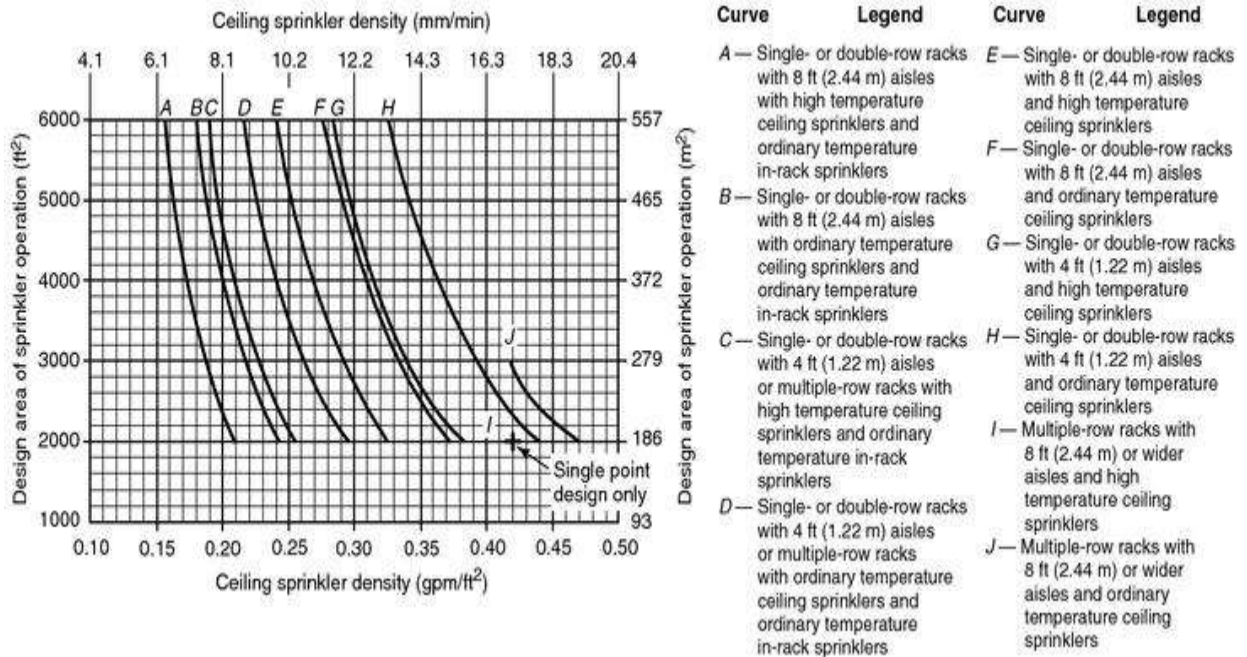 Ceiling sprinkler density (mm/min)
4.1 6.1 8.1 10.2 12.2 14.3 16.3 18.3 20.4
A B C D E F G H
6000 557
5000 465
4000 372
J
3000 279
I
2000 186
Single point
design only
1000 93
0.10 0.15 0.20 0.25 0.30 0.35 0.40 0.45 0.50
Ceiling sprinkler density (gpm/ft²)
Design area of sprinkler operation (ft²)
Design area of sprinkler operation (m²)
Curve Legend
A — Single- or double-row racks
with 8 ft (2.44 m) aisles
with high temperature
ceiling sprinklers and
ordinary temperature
in-rack sprinklers
B — Single- or double-row racks
with 8 ft (2.44 m) aisles
with ordinary temperature
ceiling sprinklers and
ordinary temperature
in-rack sprinklers
C — Single- or double-row racks
with 4 ft (1.22 m) aisles
or multiple-row racks with
high temperature ceiling
sprinklers and ordinary
temperature in-rack
sprinklers
D — Single- or double-row racks
with 4 ft (1.22 m) aisles
or multiple-row racks
with ordinary temperature
ceiling sprinklers and
ordinary temperature
in-rack sprinklers
Curve Legend
E — Single- or double-row racks
with 8 ft (2.44 m) aisles
and high temperature
ceiling sprinklers
F — Single- or double-row racks
with 8 ft (2.44 m) aisles
and ordinary temperature
ceiling sprinklers
G — Single- or double-row racks
with 4 ft (1.22 m) aisles
and high temperature
ceiling sprinklers
H — Single- or double-row racks
with 4 ft (1.22 m) aisles
and ordinary temperature
ceiling sprinklers
I — Multiple-row racks with
8 ft (2.44 m) or wider
aisles and high
temperature ceiling
sprinklers
J — Multiple-row racks with
8 ft (2.44 m) or wider
aisles and ordinary
temperature ceiling
sprinklers